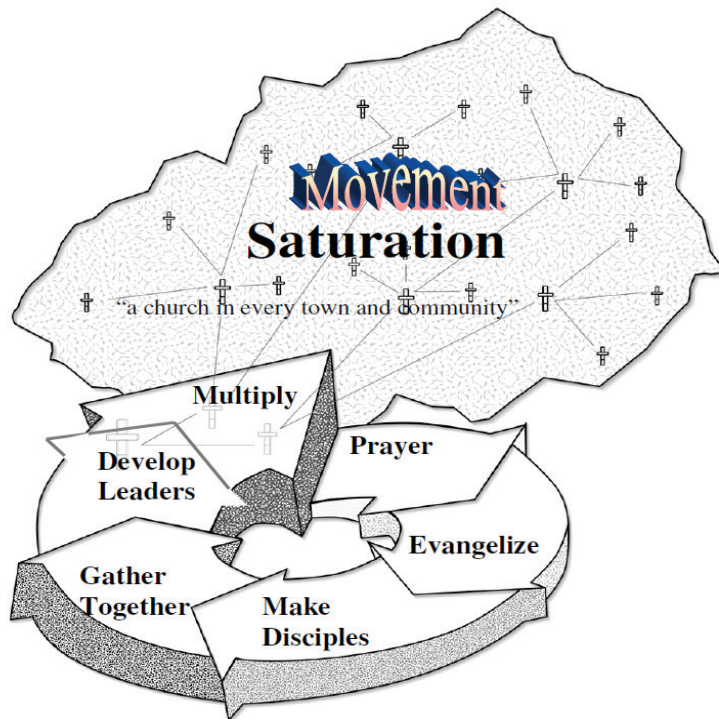 Movement
Saturation
“a church in every town and community”
Multiply
Prayer
Develop
Leaders
Evangelize
Gather
Together
Make
Disciples